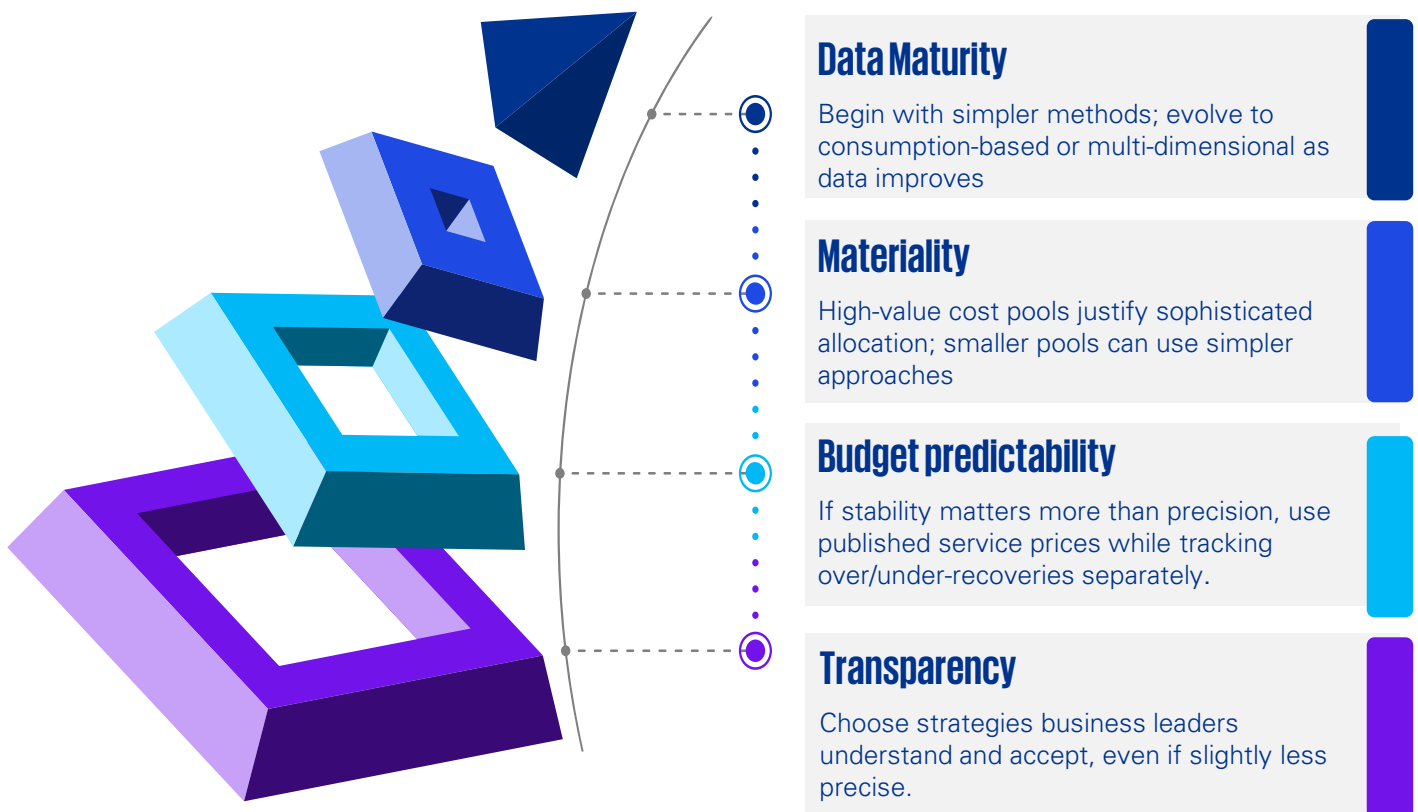 Data Maturity
Begin with simpler methods; evolve to
consumption-based or multi-dimensional as
data improves
Materiality
High-value cost pools justify sophisticated
allocation; smaller pools can use simpler
approaches
Budget predictability
If stability matters more than precision, use
published service prices while tracking
over/under-recoveries separately.
Transparency
Choose strategies business leaders
understand and accept, even if slightly less
precise.